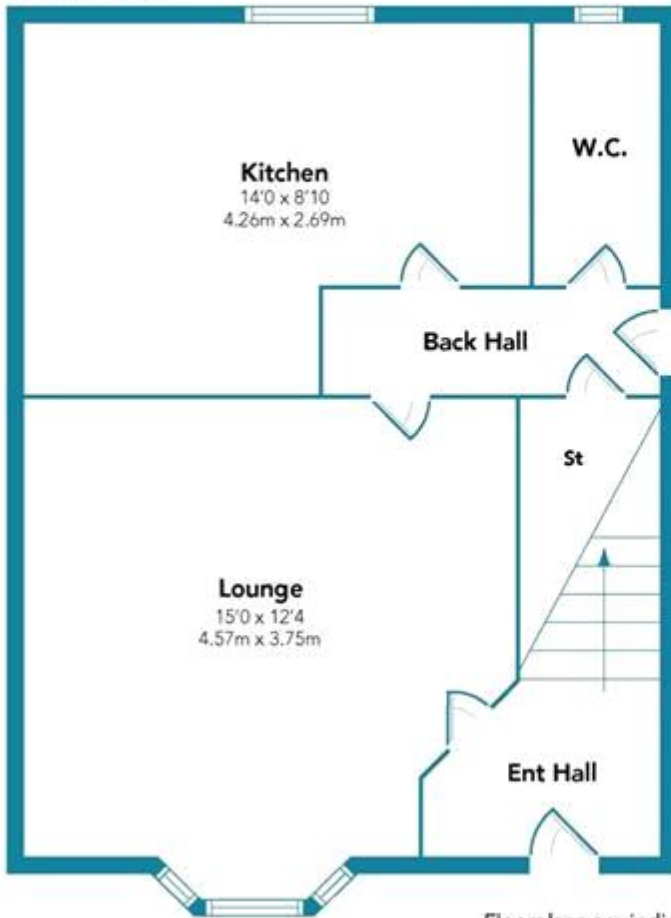 Kitchen
14'0 x 8'10
4.26m x 2.69m
W.C.
Back Hall
St
Lounge
15'0 x 12'4
4.57m x 3.75m
Ent Hall